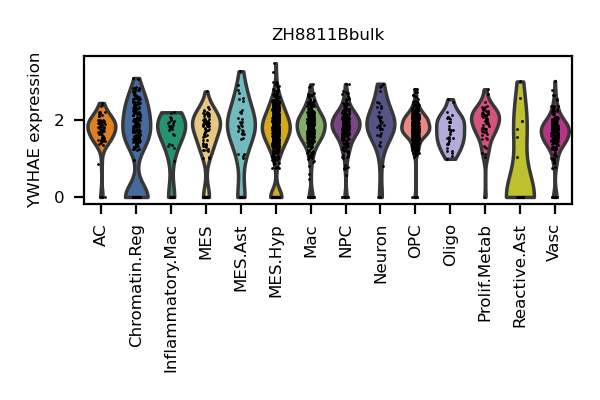 ZH8811Bbulk
YWHAE expression
2
0
AC
Chromatin.Reg
Inflammatory.Mac
MES
MES.Ast
MES.Hyp
Mac
NPC
Neuron
OPC
Oligo
Prolif.Metab
Reactive.Ast
Vasc